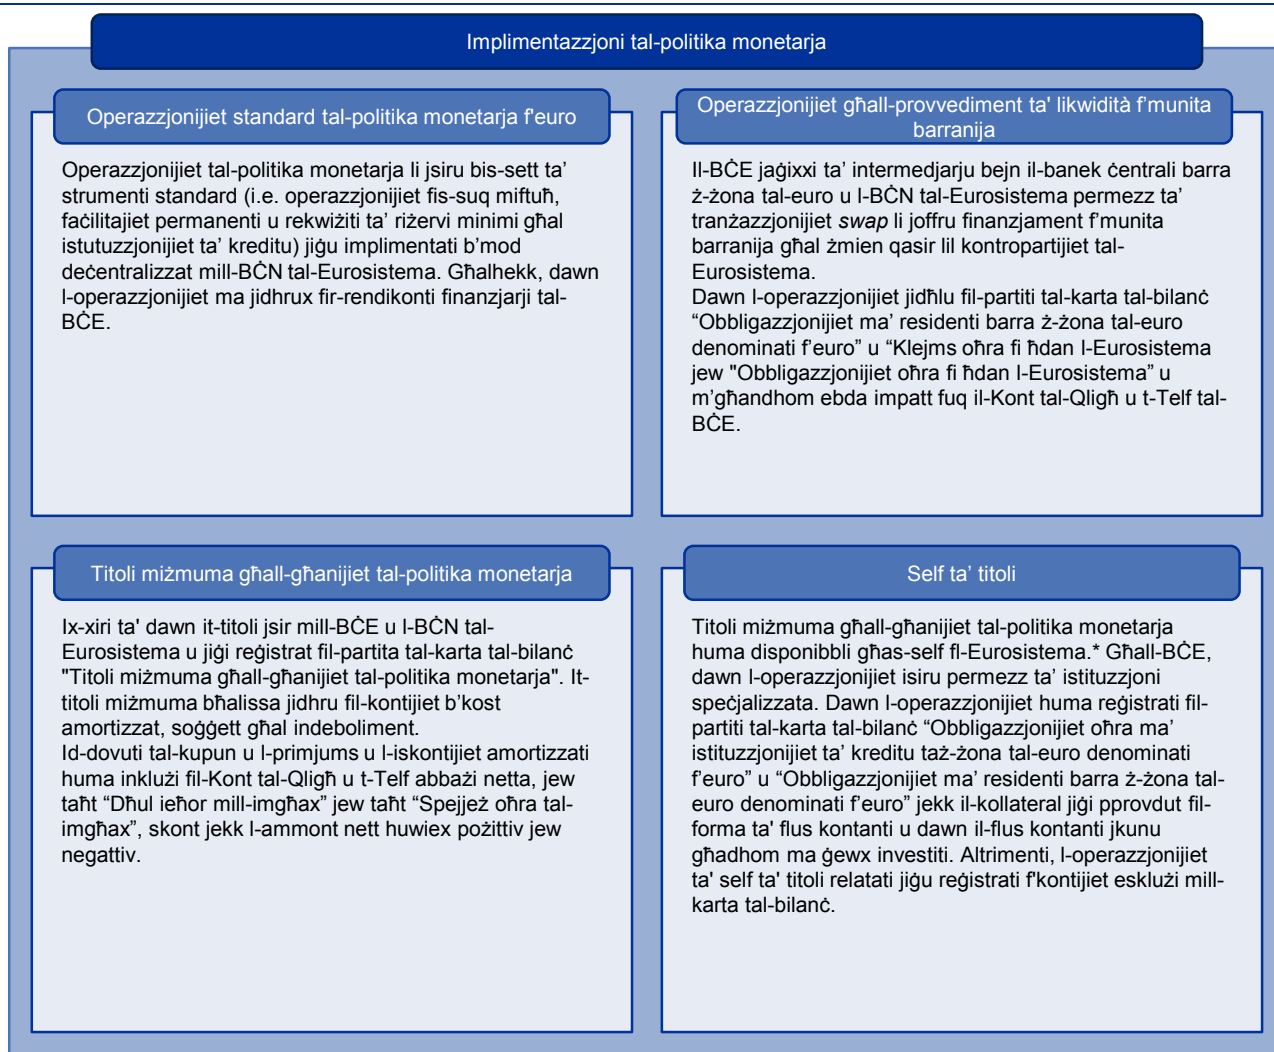 Implimentazzjoni tal-politika monetarja
Operazzjonijiet standard tal-politika monetarja f'euro
Operazzjonijiet tal-politika monetarja li jsiru bis-sett ta’
strumenti standard (i.e. operazzjonijiet fis-suq miftuħ,
faċilitajiet permanenti u rekwiżiti ta’ riżervi minimi għal
istutuzzjonijiet ta’ kreditu) jiġu implimentati b’mod
deċentralizzat mill-BĊN tal-Eurosistema. Għalhekk, dawn
l-operazzjonijiet ma jidhrux fir-rendikonti finanzjarji tal-
BĊE.
Operazzjonijiet għall-provvediment ta' likwidità f’munita
barranija
Il-BĊE jaġixxi ta’ intermedjarju bejn il-banek ċentrali barra
ż-żona tal-euro u l-BĊN tal-Eurosistema permezz ta’
tranżazzjonijiet swap li joffru finanzjament f’munita
barranija għal żmien qasir lil kontropartijiet tal-
Eurosistema.
Dawn l-operazzjonijiet jidħlu fil-partiti tal-karta tal-bilanċ
“Obbligazzjonijiet ma’ residenti barra ż-żona tal-euro
denominati f’euro” u “Klejms oħra fi ħdan l-Eurosistema
jew "Obbligazzjonijiet oħra fi ħdan l-Eurosistema” u
m’għandhom ebda impatt fuq il-Kont tal-Qligħ u t-Telf tal-
BĊE.
Titoli miżmuma għall-għanijiet tal-politika monetarja
Ix-xiri ta' dawn it-titoli jsir mill-BĊE u l-BĊN tal-
Eurosistema u jiġi reġistrat fil-partita tal-karta tal-bilanċ
"Titoli miżmuma għall-għanijiet tal-politika monetarja". It-
titoli miżmuma bħalissa jidhru fil-kontijiet b’kost
amortizzat, soġġett għal indeboliment.
Id-dovuti tal-kupun u l-primjums u l-iskontijiet amortizzati
huma inklużi fil-Kont tal-Qligħ u t-Telf abbażi netta, jew
taħt “Dħul ieħor mill-imgħax” jew taħt “Spejjeż oħra tal-
imgħax”, skont jekk l-ammont nett huwiex pożittiv jew
negattiv.
Self ta’ titoli
Titoli miżmuma għall-għanijiet tal-politika monetarja
huma disponibbli għas-self fl-Eurosistema.* Għall-BĊE,
dawn l-operazzjonijiet isiru permezz ta’ istituzzjoni
speċjalizzata. Dawn l-operazzjonijiet huma reġistrati fil-
partiti tal-karta tal-bilanċ “Obbligazzjonijiet oħra ma’
istituzzjonijiet ta’ kreditu taż-żona tal-euro denominati
f’euro” u “Obbligazzjonijiet ma’ residenti barra ż-żona tal-
euro denominati f’euro” jekk il-kollateral jiġi pprovdut fil-
forma ta' flus kontanti u dawn il-flus kontanti jkunu
għadhom ma ġewx investiti. Altrimenti, l-operazzjonijiet
ta' self ta' titoli relatati jiġu reġistrati f'kontijiet esklużi mill-
karta tal-bilanċ.